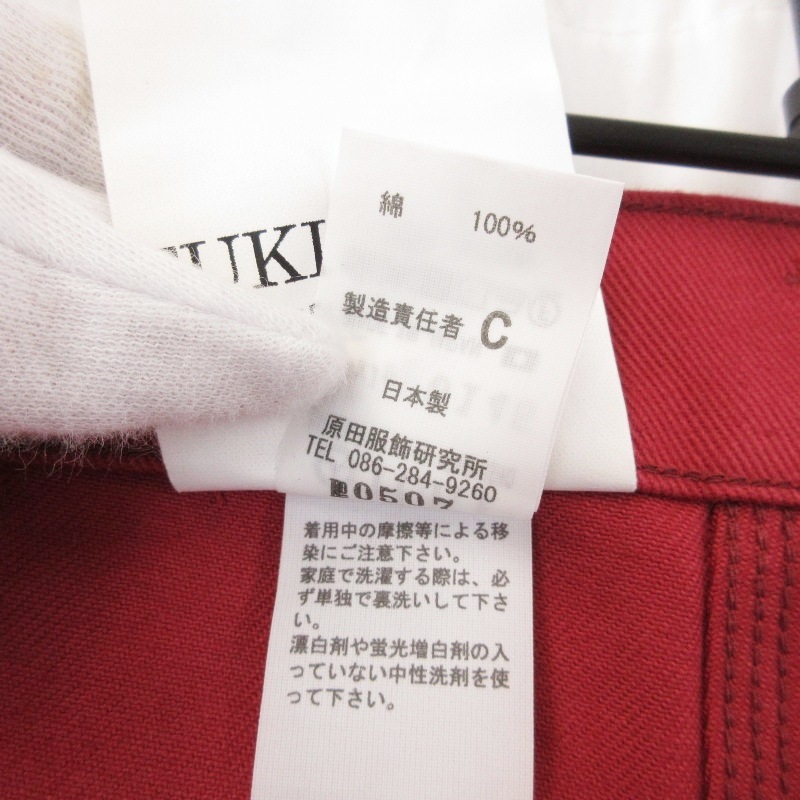 UKI
綿 100%
製造責任者 C
日本製
原田服飾研究所
TEL 086-284-9260
0507
着用中の摩擦等による移
染にご注意下さい。
家庭で洗濯する際は、必
ず単独で裏洗いして下さ
い。
漂白剤や蛍光増白剤の入
っていない中性洗剤を使
って下さい。